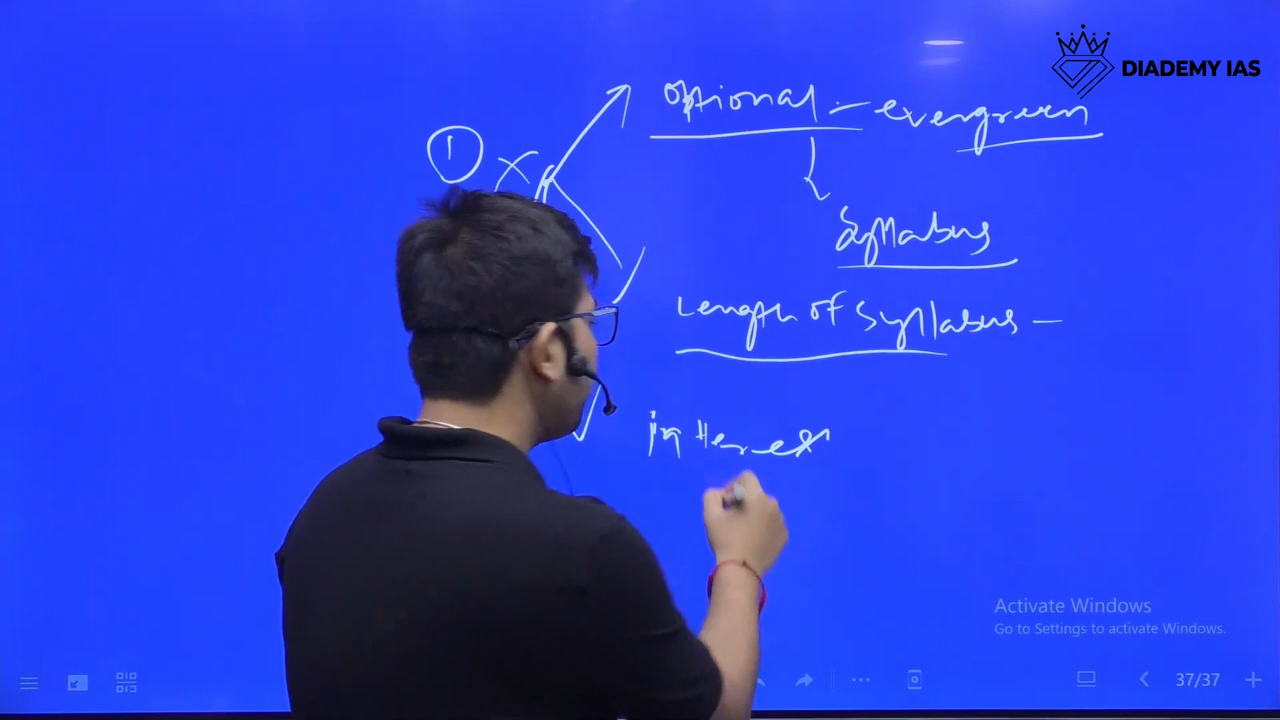 DIADEMY IAS
optional - evergreen
①
Syllabus
Length of Syllabus -
interest
Activate Windows
Go to Settings to activate Windows.
37/37